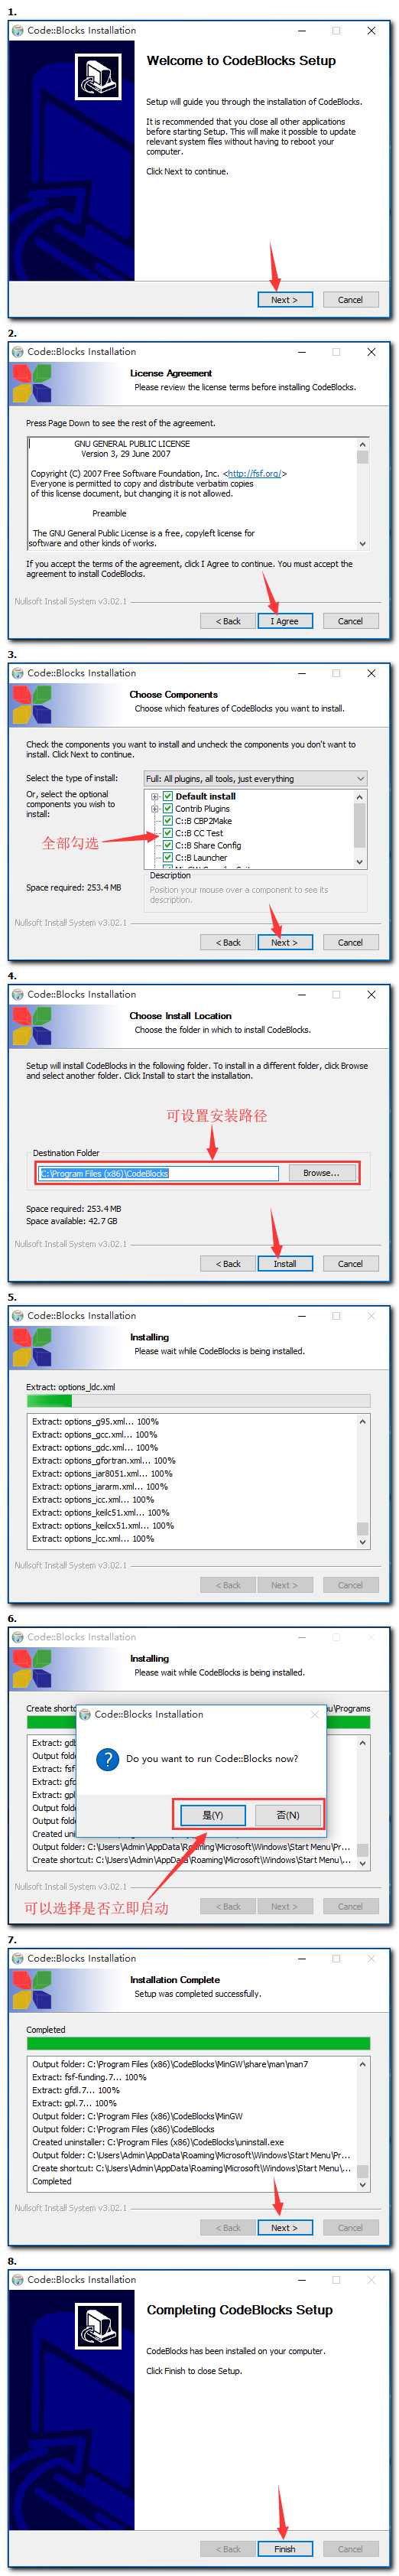 1.
Code::Blocks Installation
Welcome to CodeBlocks Setup
Setup will guide you through the installation of CodeBlocks.
It is recommended that you close all other applications
before starting Setup. This will make it possible to update
relevant system files without having to reboot your
computer.
Click Next to continue.
Next >
Cancel
2.
Code::Blocks Installation
License Agreement
Please review the license terms before installing CodeBlocks.
Press Page Down to see the rest of the agreement.
GNU GENERAL PUBLIC LICENSE
Version 3, 29 June 2007
Copyright (C) 2007 Free Software Foundation, Inc. <http://fsf.org/>
Everyone is permitted to copy and distribute verbatim copies
of this license document, but changing it is not allowed.
Preamble
The GNU General Public License is a free, copyleft license for
software and other kinds of works.
If you accept the terms of the agreement, click I Agree to continue. You must accept the
agreement to install CodeBlocks.
Nullsoft Install System v3.02.1
< Back
I Agree
Cancel
3.
Code::Blocks Installation
Choose Components
Choose which features of CodeBlocks you want to install.
Check the components you want to install and uncheck the components you don't want to
install. Click Next to continue.
Select the type of install:
Full: All plugins, all tools, just everything
Or, select the optional
components you wish to
install:
Default install
Contrib Plugins
C::B CBP2Make
C::B CC Test
C::B Share Config
C::B Launcher
全部勾选
Space required: 253.4 MB
Description
Position your mouse over a component to see its
description.
Nullsoft Install System v3.02.1
< Back
Next >
Cancel
4.
Code::Blocks Installation
Choose Install Location
Choose the folder in which to install CodeBlocks.
Setup will install CodeBlocks in the following folder. To install in a different folder, click Browse
and select another folder. Click Install to start the installation.
可设置安装路径
Destination Folder
C:\Program Files (x86)\CodeBlocks
Browse...
Space required: 253.4 MB
Space available: 42.7 GB
Nullsoft Install System v3.02.1
< Back
Install
Cancel
5.
Code::Blocks Installation
Installing
Please wait while CodeBlocks is being installed.
Extract: options_ldc.xml
Extract: options_g95.xml... 100%
Extract: options_gcc.xml... 100%
Extract: options_gdc.xml... 100%
Extract: options_gfortran.xml... 100%
Extract: options_iar8051.xml... 100%
Extract: options_iararm.xml... 100%
Extract: options_icc.xml... 100%
Extract: options_keilc51.xml... 100%
Extract: options_keilcx51.xml... 100%
Extract: options_lcc.xml... 100%
Nullsoft Install System v3.02.1
< Back
Next >
Cancel
6.
Code::Blocks Installation
Installing
Please wait while CodeBlocks is being installed.
Create shortc
nu\Programs
Code::Blocks Installation
Do you want to run Code::Blocks now?
是(Y)
否(N)
Extract: gdb
Output folde
Extract: fsf
Extract: gfd
Extract: gpl
Output folde
Output fold
Created unin
Output folder: C:\Users\Admin\AppData\Roaming\Microsoft\Windows\Start Menu\Pr...
Create shortcut: C:\Users\Admin\AppData\Roaming\Microsoft\Windows\Start Menu\...
Nullsoft Install System v3.02.1
< Back
Next >
Cancel
可以选择是否立即启动
7.
Code::Blocks Installation
Installation Complete
Setup was completed successfully.
Completed
Output folder: C:\Program Files (x86)\CodeBlocks\MinGW\share\man\man7
Extract: fsf-funding.7... 100%
Extract: gfdl.7... 100%
Extract: gpl.7... 100%
Output folder: C:\Program Files (x86)\CodeBlocks\MinGW
Output folder: C:\Program Files (x86)\CodeBlocks
Created uninstaller: C:\Program Files (x86)\CodeBlocks\uninstall.exe
Output folder: C:\Users\Admin\AppData\Roaming\Microsoft\Windows\Start Menu\Pr...
Create shortcut: C:\Users\Admin\AppData\Roaming\Microsoft\Windows\Start Menu\...
Completed
Nullsoft Install System v3.02.1
< Back
Next >
Cancel
8.
Code::Blocks Installation
Completing CodeBlocks Setup
CodeBlocks has been installed on your computer.
Click Finish to close Setup.
< Back
Finish
Cancel